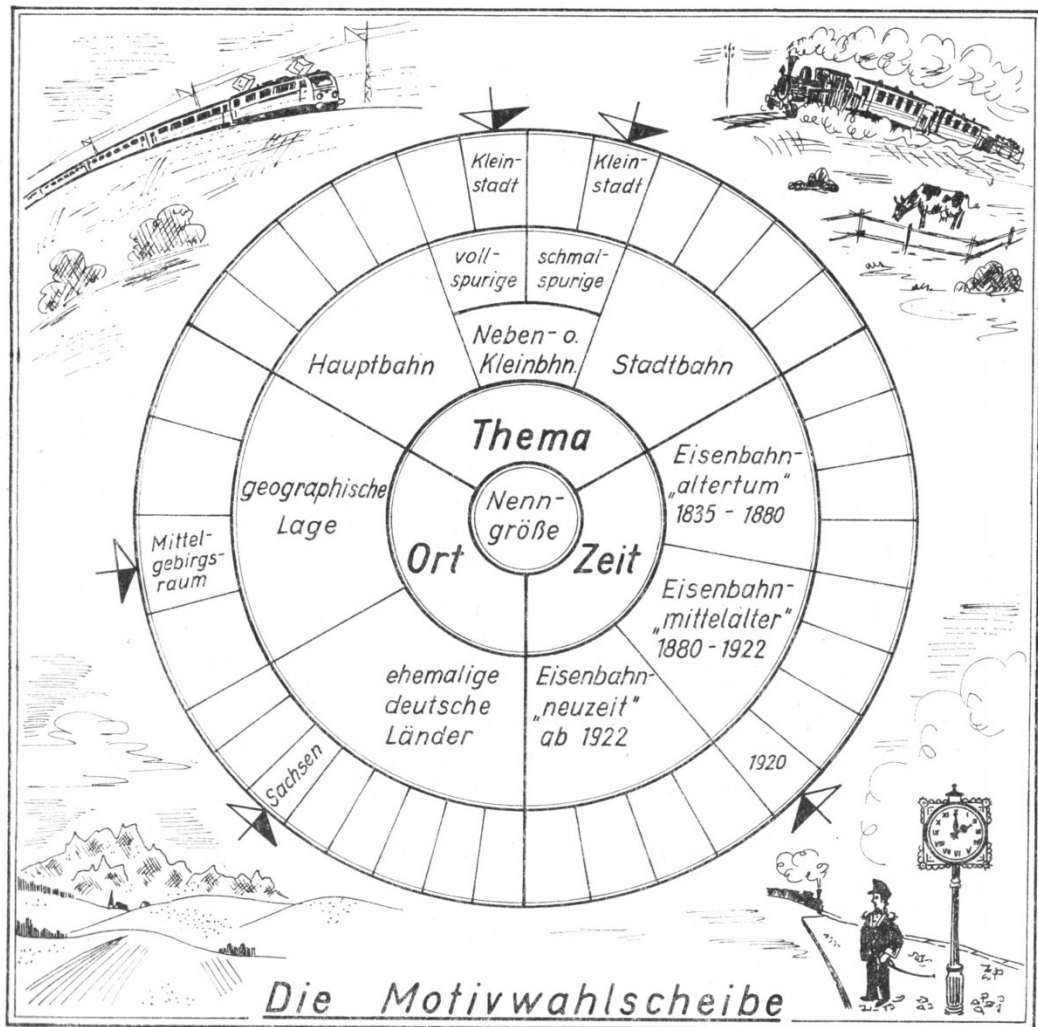 Klein-
stadt
Klein-
stadt
voll-
spurige
schmal-
spurige
Hauptbahn
Neben- o.
Kleinbhn.
Stadtbahn
Thema
Nenn-
größe
Ort
Zeit
geographische
Lage
Eisenbahn-
„altertum"
1835 - 1880
Mittel-
gebirgs-
raum
Eisenbahn-
„mittelalter"
1880 - 1922
ehemalige
deutsche
Länder
Eisenbahn-
„neuzeit"
ab 1922
Sachsen
1920
Die Motivwahlscheibe